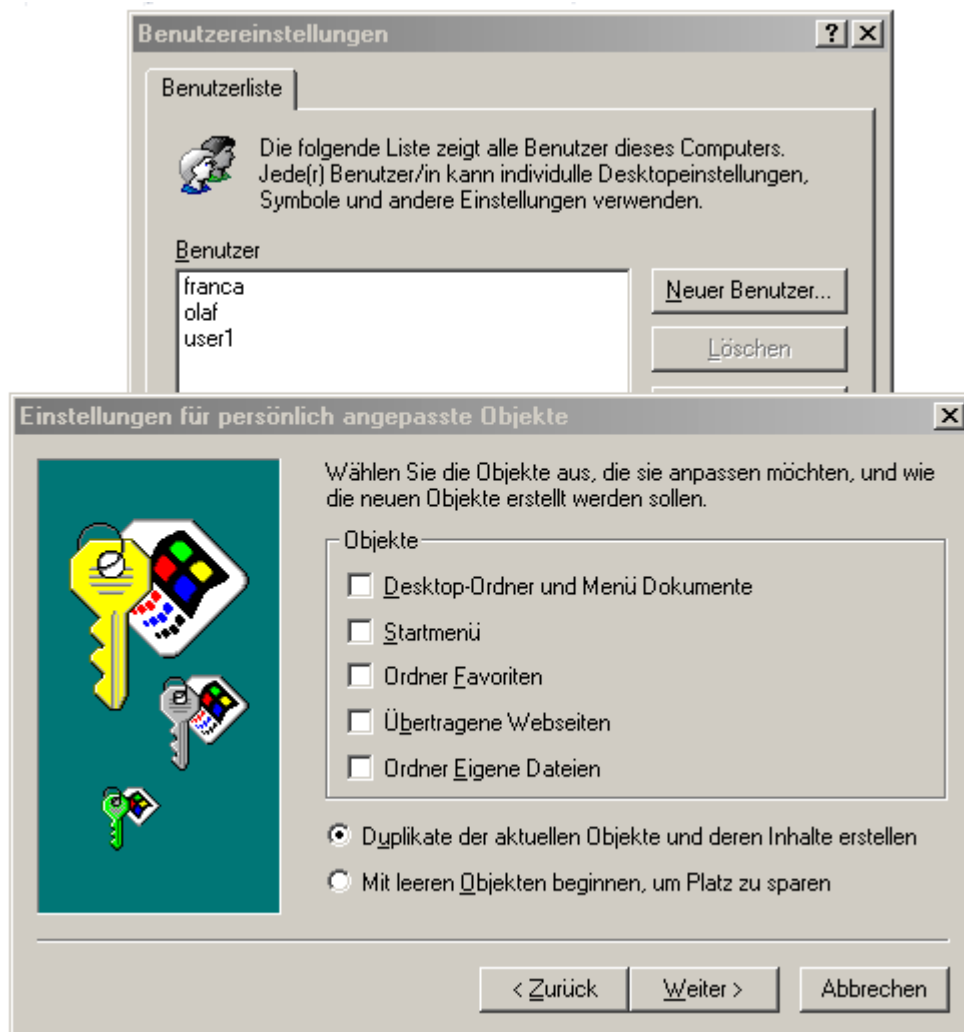 Benutzereinstellungen
Benutzerliste
Die folgende Liste zeigt alle Benutzer dieses Computers.
Jede(r) Benutzer/in kann individulle Desktopeinstellungen,
Symbole und andere Einstellungen verwenden.
Benutzer
franca
olaf
user1
Neuer Benutzer...
Löschen
Einstellungen für persönlich angepasste Objekte
Wählen Sie die Objekte aus, die sie anpassen möchten, und wie
die neuen Objekte erstellt werden sollen.
Objekte
Desktop-Ordner und Menü Dokumente
Startmenü
Ordner Favoriten
Übertragene Webseiten
Ordner Eigene Dateien
Duplikate der aktuellen Objekte und deren Inhalte erstellen
Mit leeren Objekten beginnen, um Platz zu sparen
< Zurück
Weiter >
Abbrechen